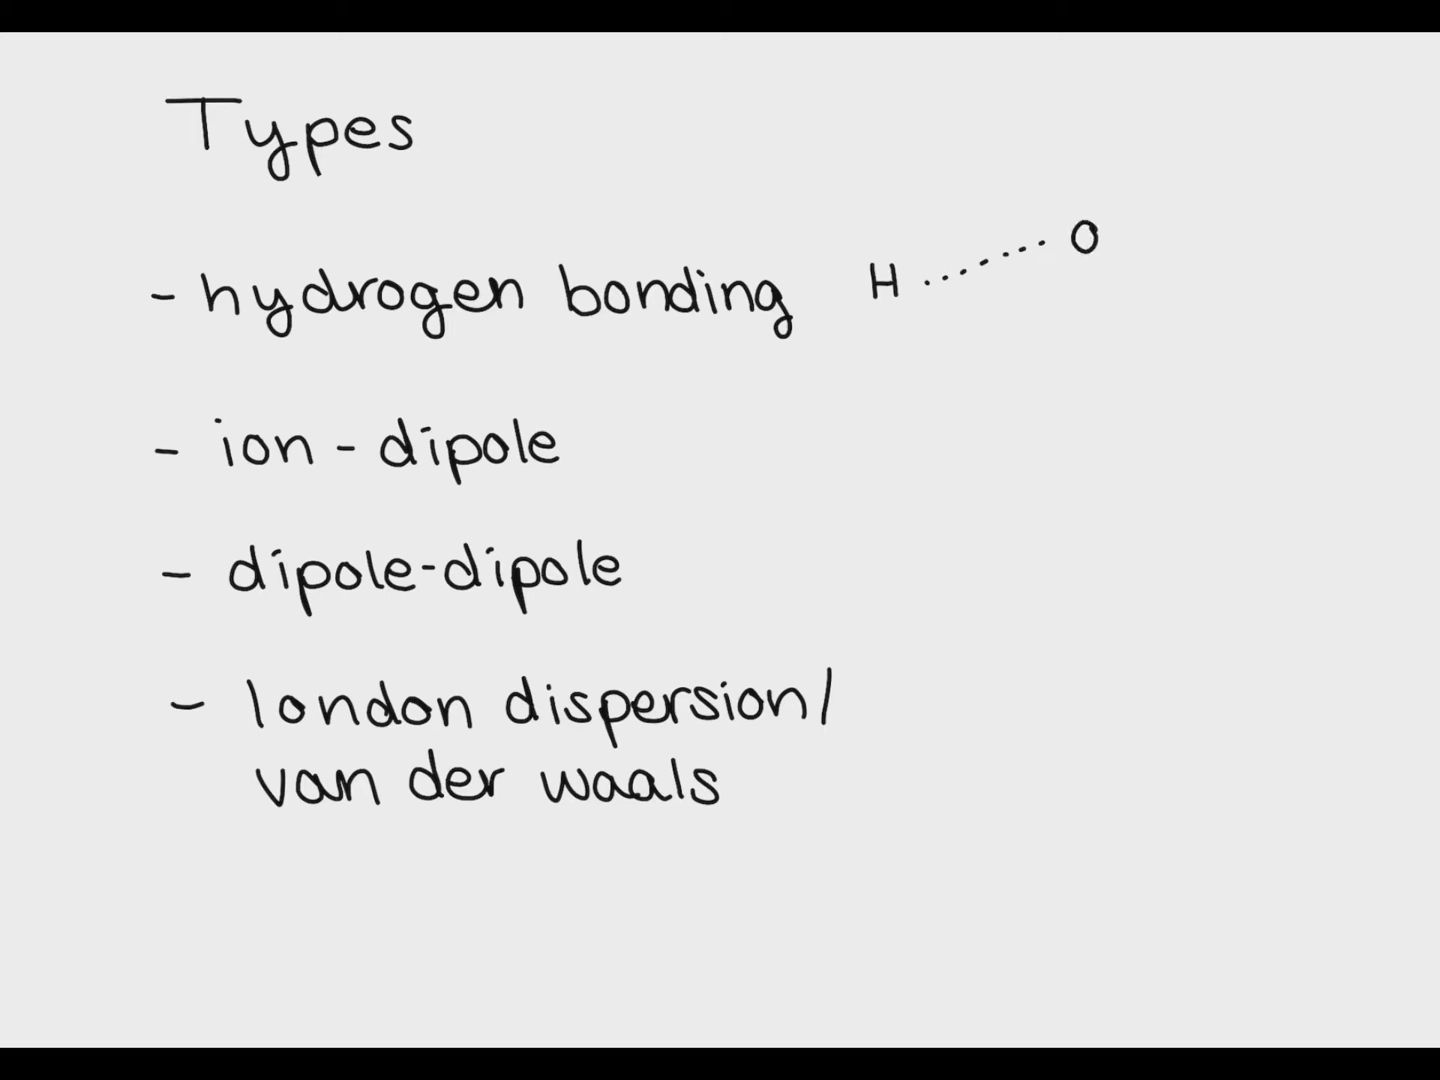 Types
- hydrogen bonding H ......... O
- ion - dipole
- dipole-dipole
- london dispersion/
van der waals